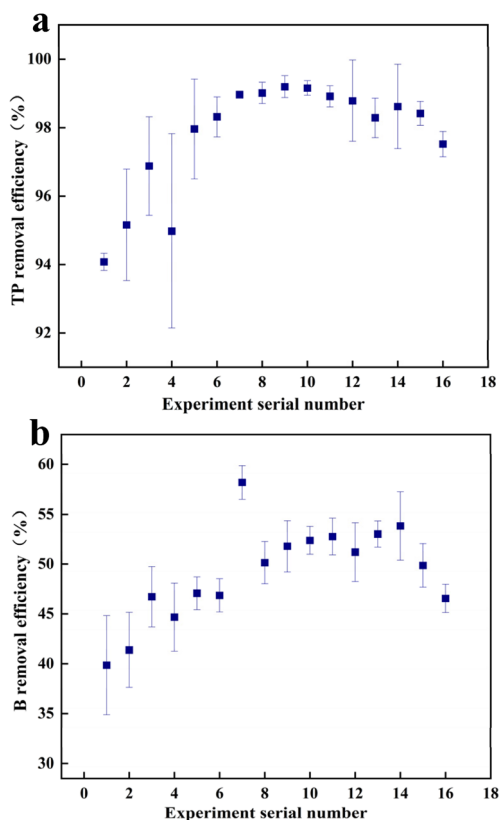 a
100
98
96
94
92
TP removal efficiency（%）
0 2 4 6 8 10 12 14 16 18
Experiment serial number
b
60
55
50
45
40
35
30
B removal efficiency（%）
0 2 4 6 8 10 12 14 16 18
Experiment serial number